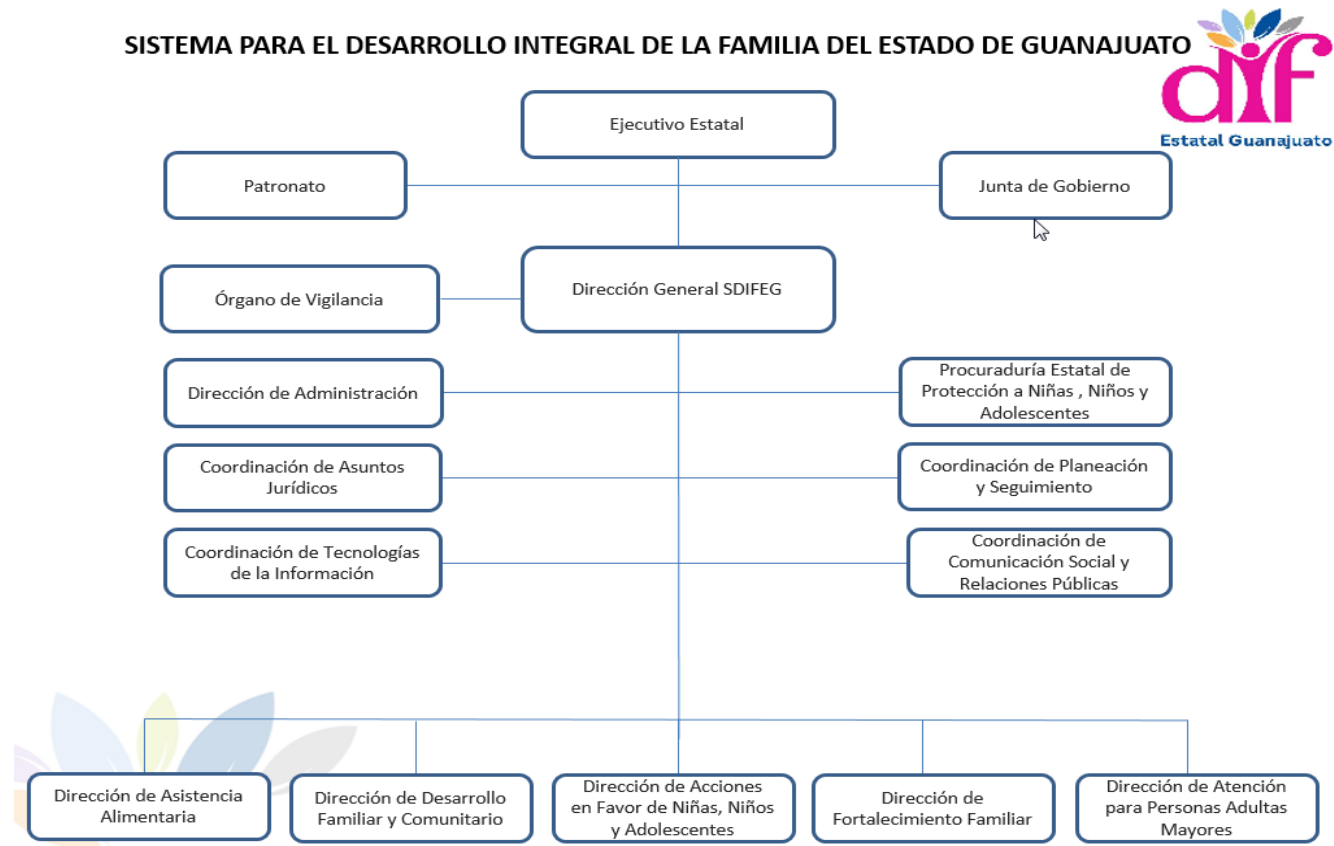 SISTEMA PARA EL DESARROLLO INTEGRAL DE LA FAMILIA DEL ESTADO DE GUANAJUATO
dif
Estatal Guanajuato
Ejecutivo Estatal
Patronato
Junta de Gobierno
Órgano de Vigilancia
Dirección General SDIFEG
Dirección de Administración
Procuraduría Estatal de
Protección a Niñas , Niños y
Adolescentes
Coordinación de Asuntos
Jurídicos
Coordinación de Planeación
y Seguimiento
Coordinación de Tecnologías
de la Información
Coordinación de
Comunicación Social y
Relaciones Públicas
Dirección de Asistencia
Alimentaria
Dirección de Desarrollo
Familiar y Comunitario
Dirección de Acciones
en Favor de Niñas, Niños
y Adolescentes
Dirección de
Fortalecimiento Familiar
Dirección de Atención
para Personas Adultas
Mayores